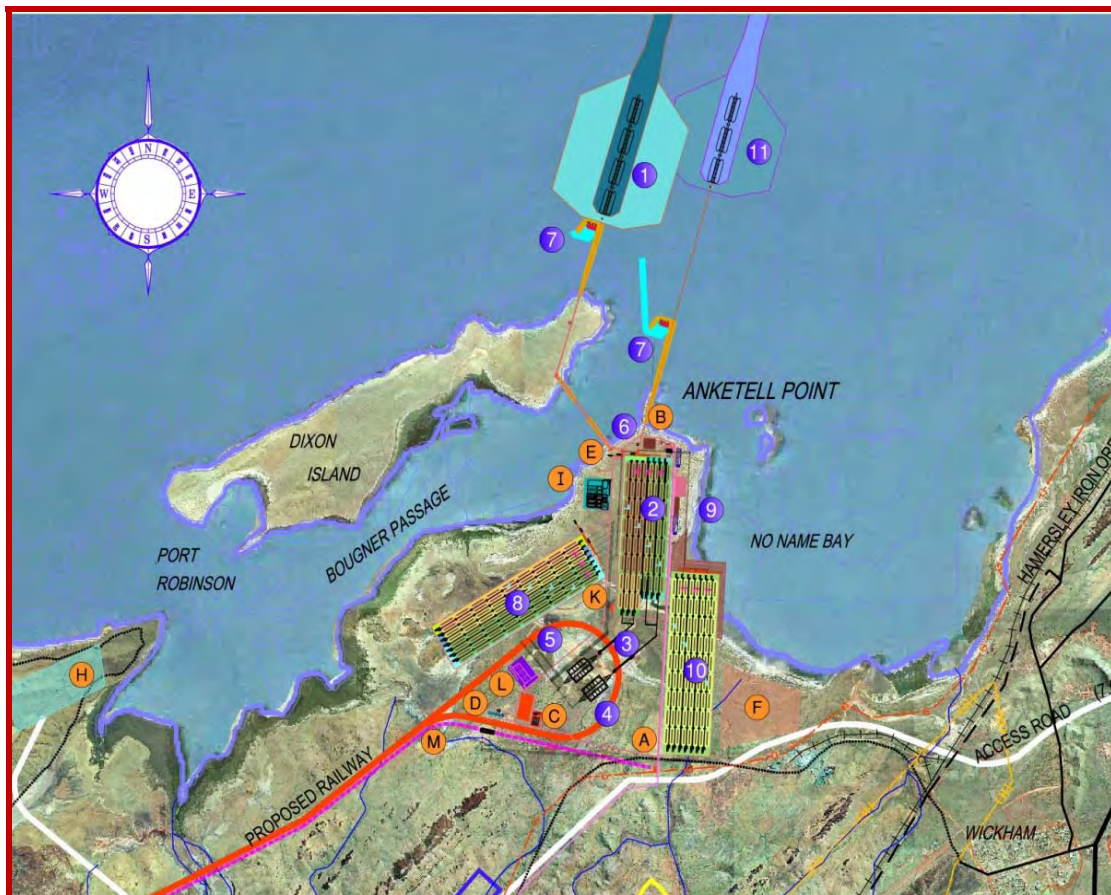 N
W
E
S
1
11
7
7
ANKETELL POINT
6
B
E
DIXON
ISLAND
I
2
9
NO NAME BAY
BOUGNER PASSAGE
PORT
ROBINSON
HAMERSLEY IRON ORE
8
K
5
3
10
H
L
D
C
4
F
M
A
ACCESS ROAD
PROPOSED RAILWAY
WICKHAM